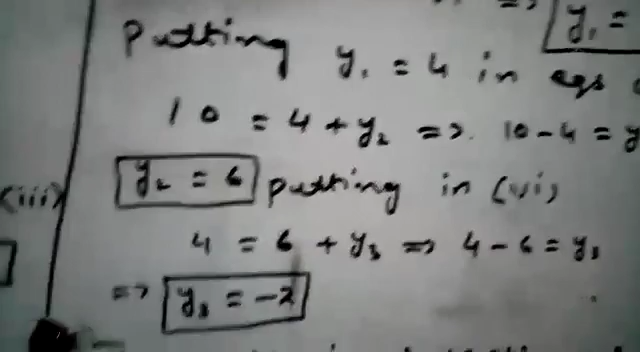 => y₁ =
Putting y₁ = 4 in eqs
10 = 4 + y₂ => 10 - 4 = y
(iii) y₂ = 6 putting in (vi)
4 = 6 + y₃ => 4 - 6 = y₃
=> y₃ = -2